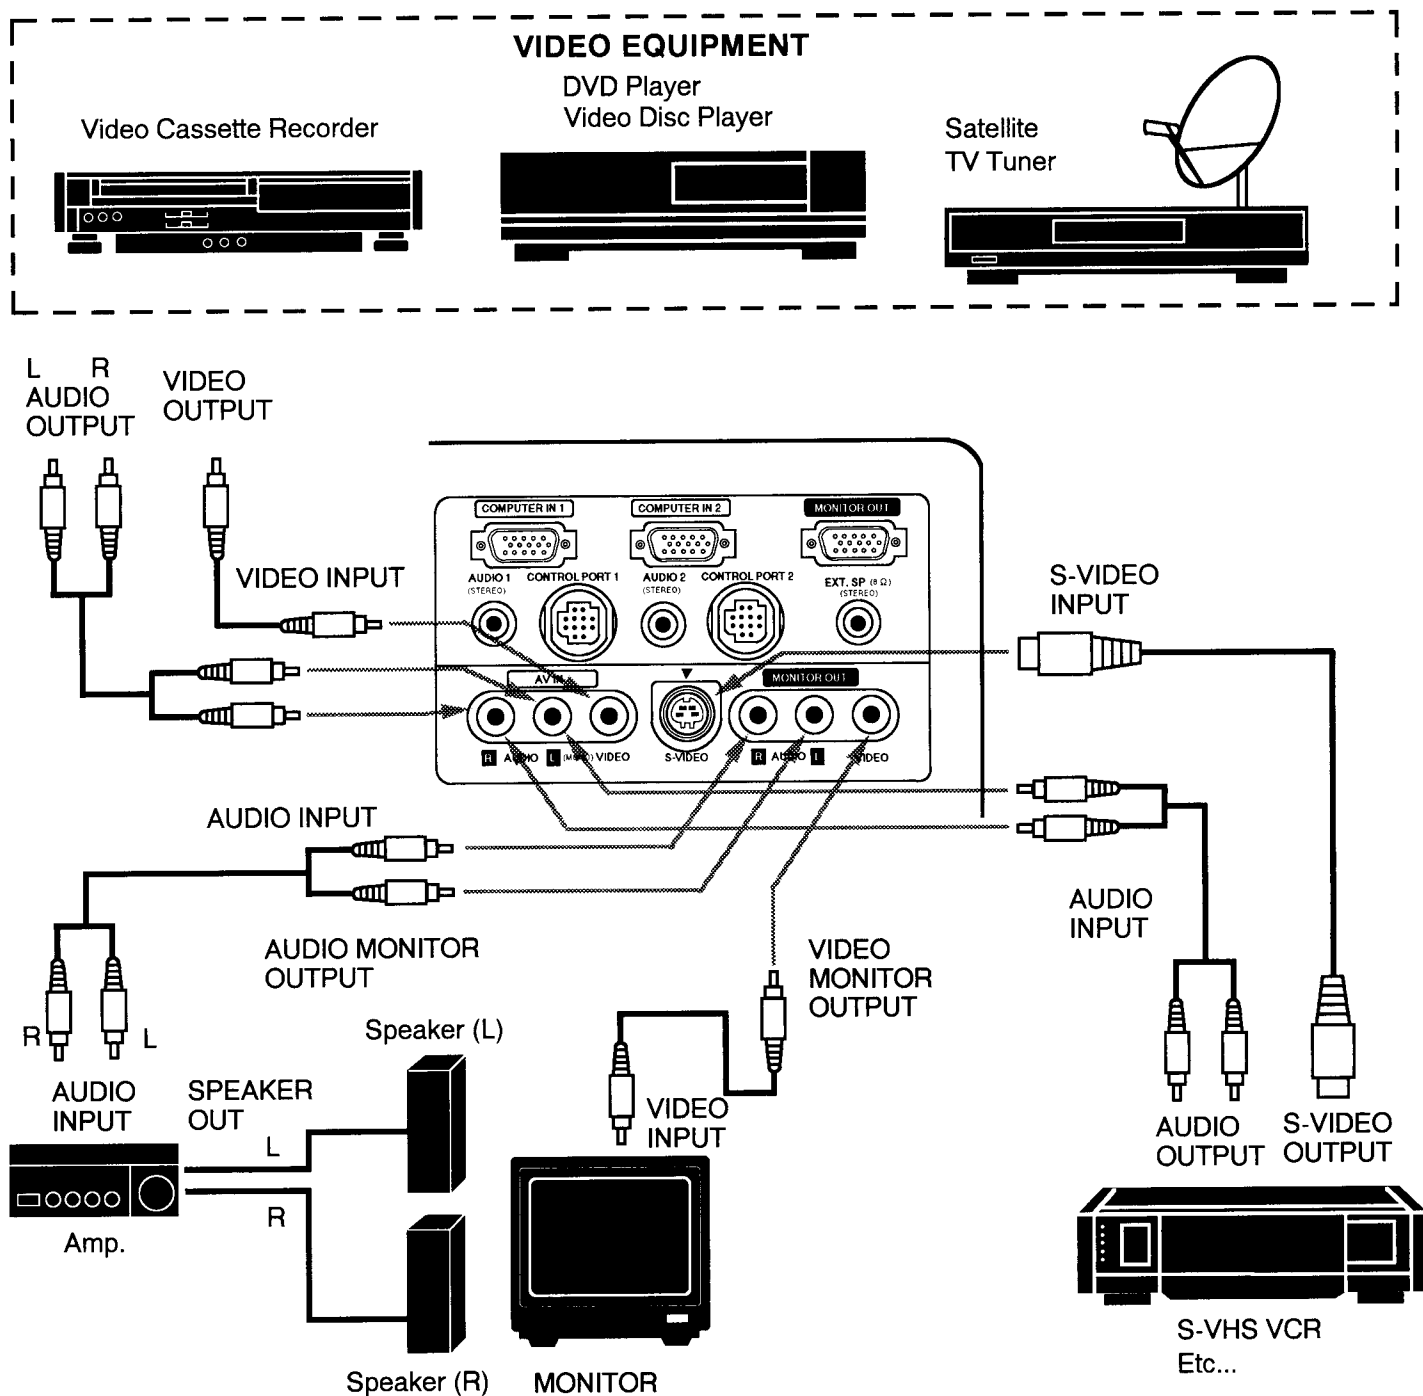 VIDEO EQUIPMENT
DVD Player
Video Disc Player
Video Cassette Recorder
Satellite
TV Tuner
L R
AUDIO
OUTPUT
VIDEO
OUTPUT
COMPUTER IN 1
COMPUTER IN 2
MONITOR OUT
AUDIO 1
(STEREO)
CONTROL PORT 1
AUDIO 2
(STEREO)
CONTROL PORT 2
EXT. SP (8 Ω)
(STEREO)
VIDEO INPUT
S-VIDEO
INPUT
AV IN
MONITOR OUT
R AUDIO L (MONO) VIDEO
S-VIDEO
R AUDIO L VIDEO
AUDIO INPUT
AUDIO MONITOR
OUTPUT
VIDEO
MONITOR
OUTPUT
AUDIO
INPUT
R L
AUDIO
INPUT
SPEAKER
OUT
L
R
Amp.
Speaker (L)
Speaker (R)
VIDEO
INPUT
MONITOR
AUDIO
OUTPUT
S-VIDEO
OUTPUT
S-VHS VCR
Etc...